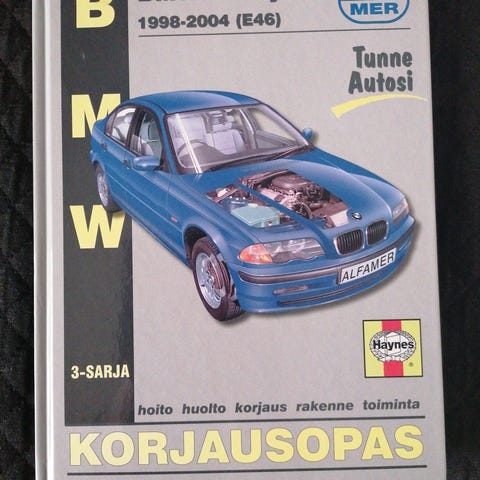 1998-2004 (E46)
MER
Tunne
Autosi
B
M
W
ALFAMER
Haynes
®
3-SARJA
hoito huolto korjaus rakenne toiminta
KORJAUSOPAS